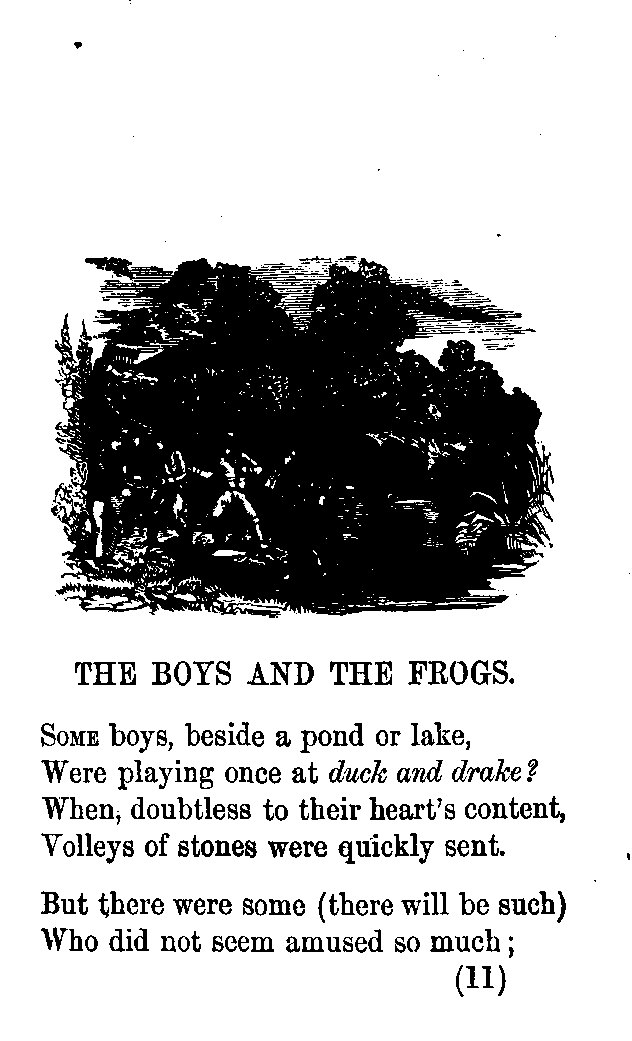 THE BOYS AND THE FROGS.
SOME boys, beside a pond or lake,
Were playing once at duck and drake?
When, doubtless to their heart's content,
Volleys of stones were quickly sent.
But there were some (there will be such)
Who did not seem amused so much;
(11)